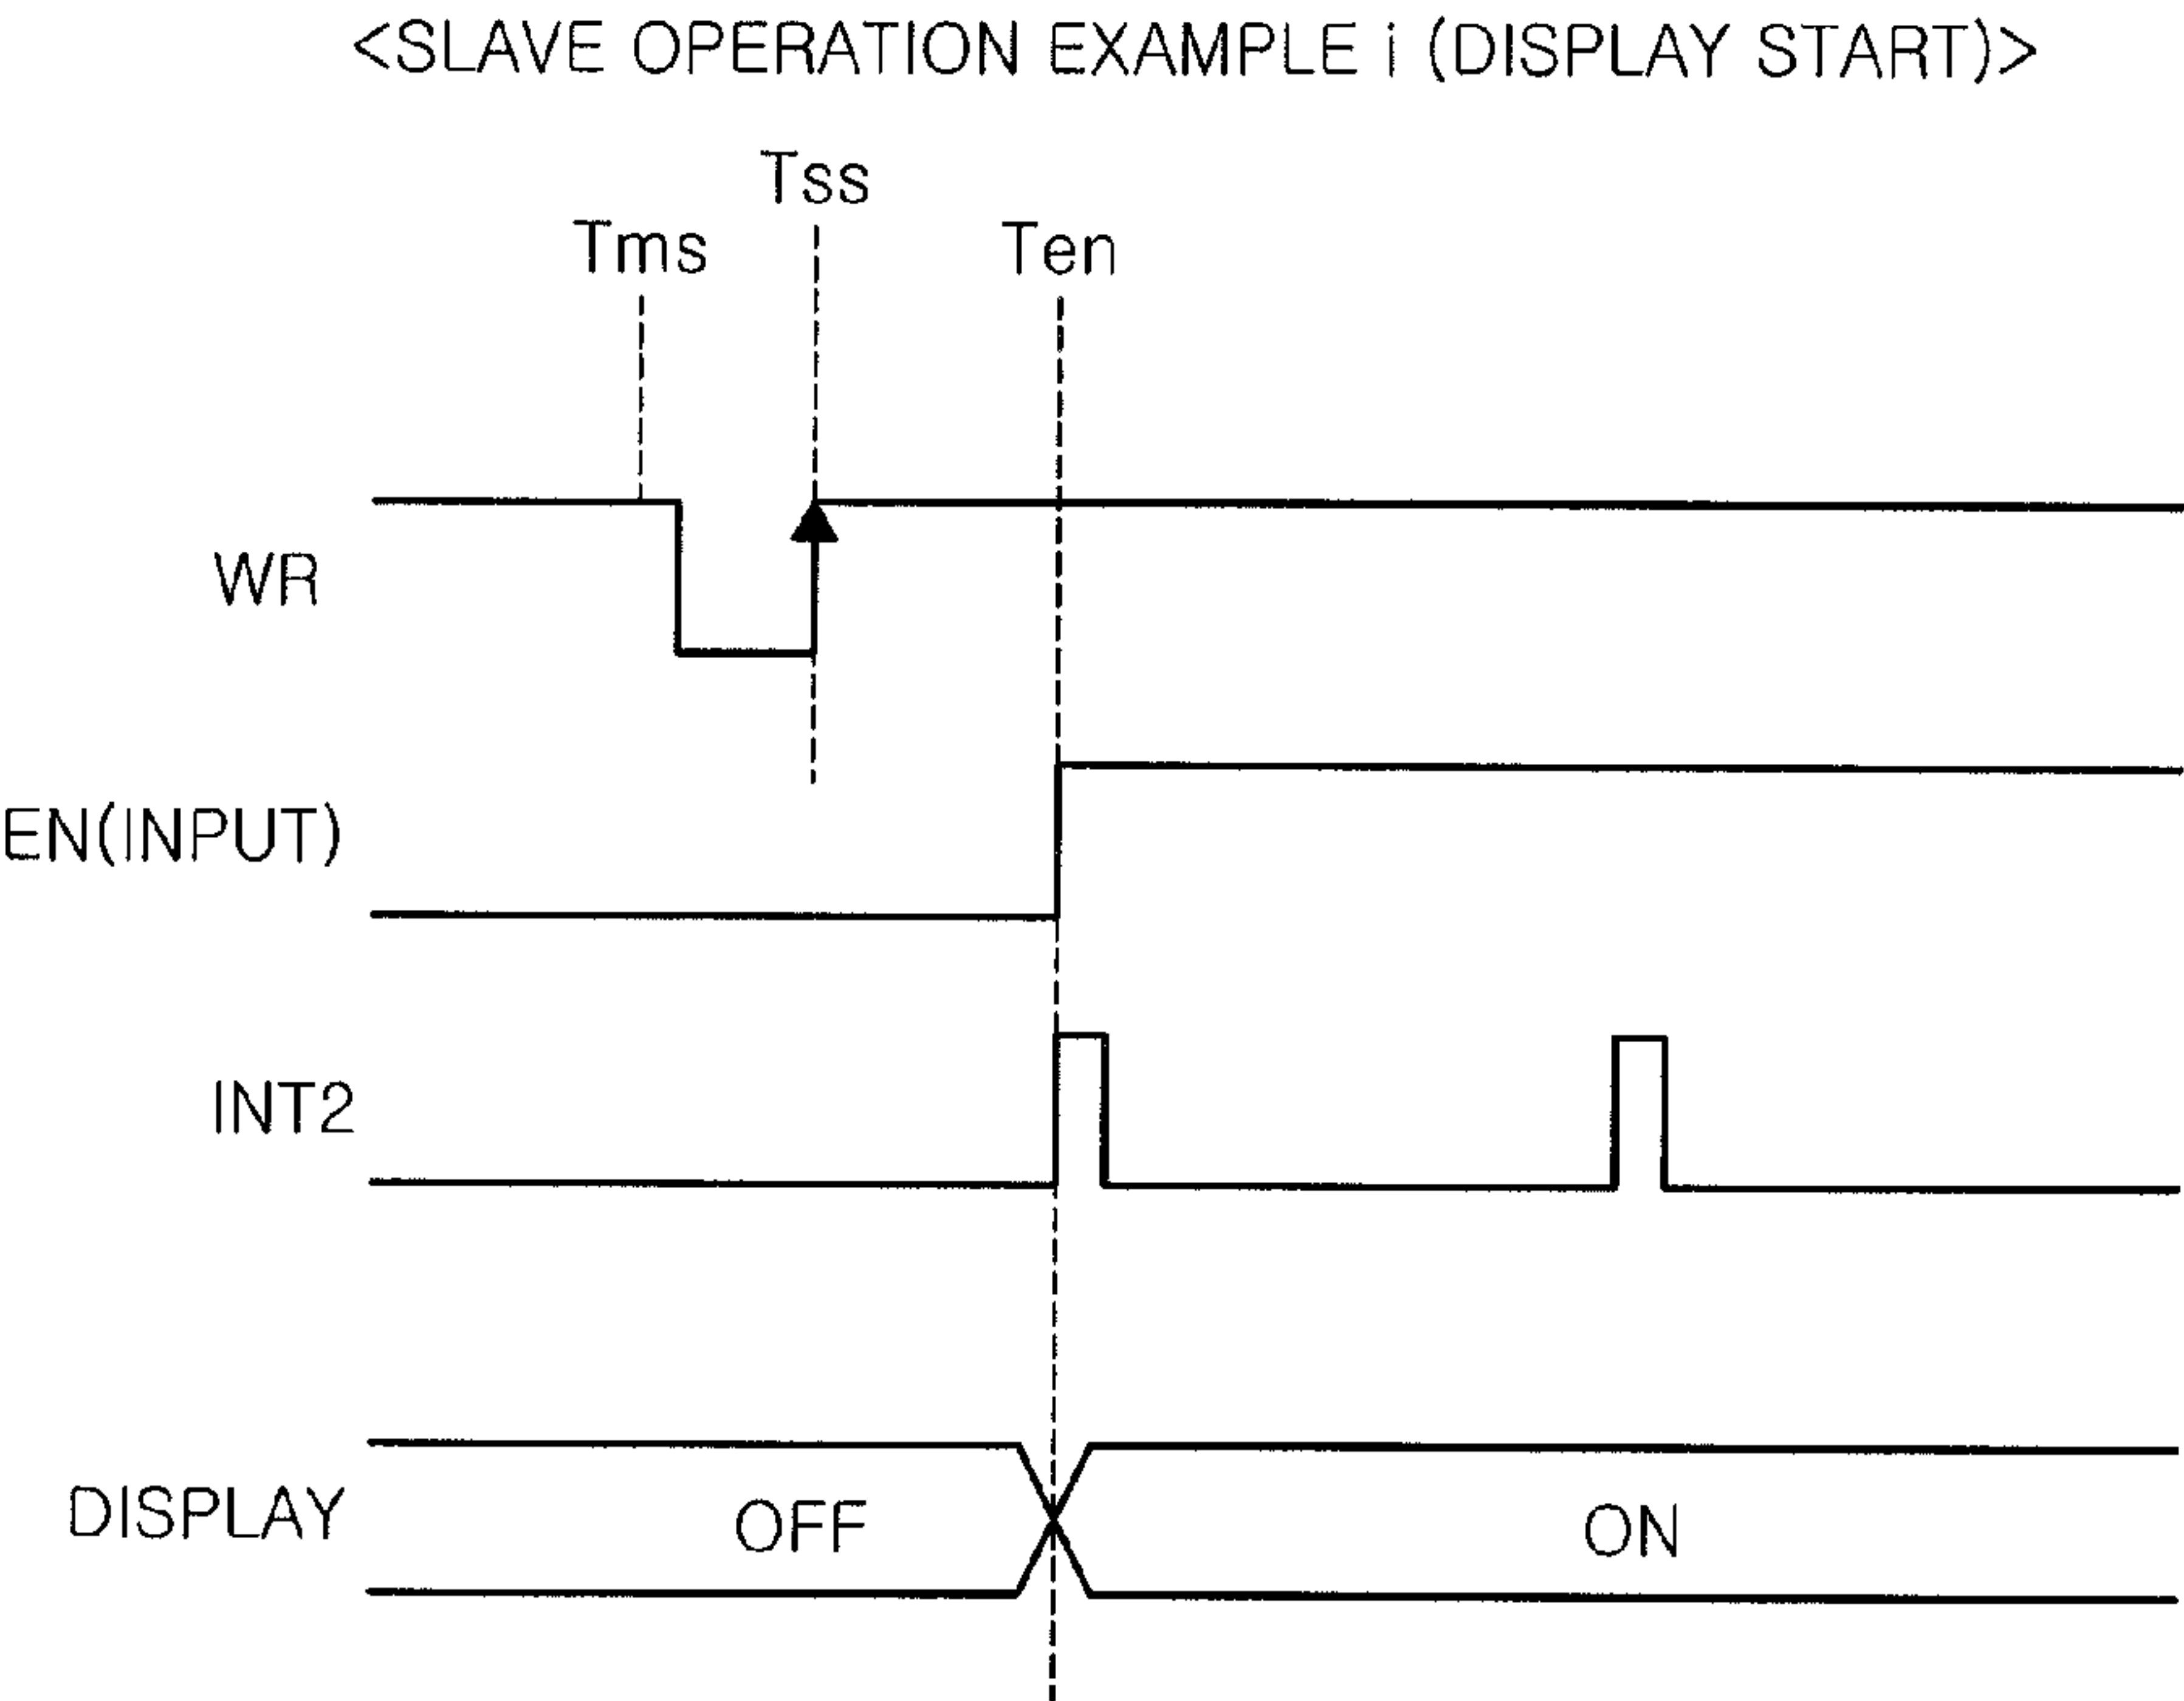 <SLAVE OPERATION EXAMPLE i (DISPLAY START)>
Tss
Tms
Ten
WR
EN(INPUT)
INT2
DISPLAY
OFF
ON